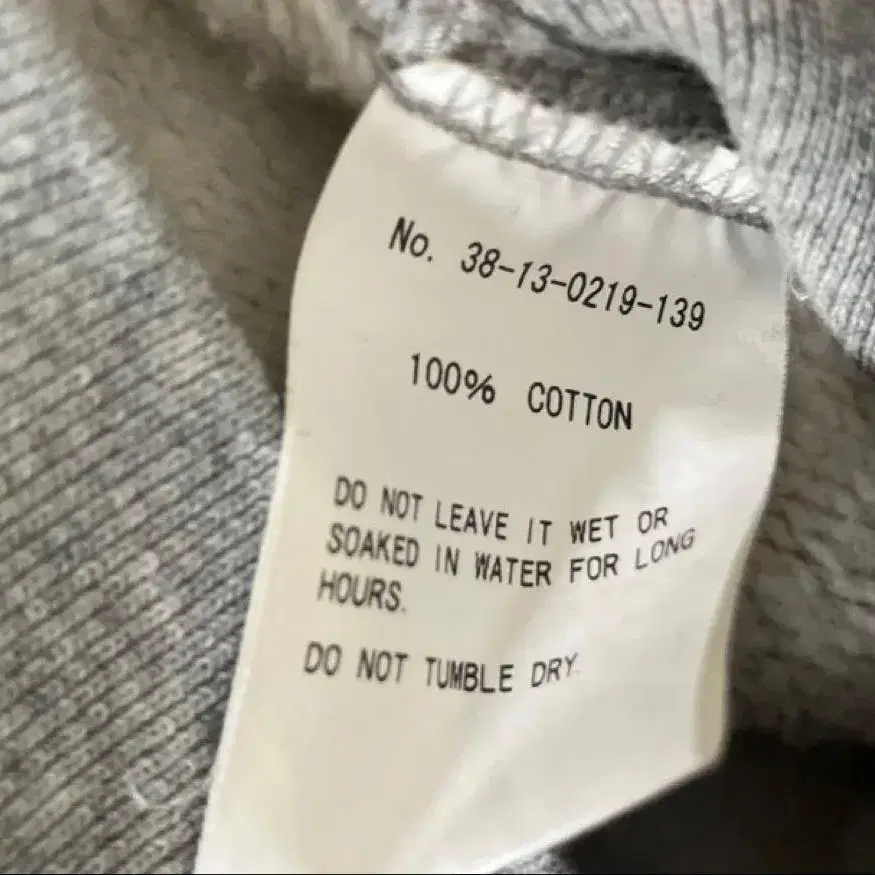 No. 38-13-0219-139
100% COTTON
DO NOT LEAVE IT WET OR
SOAKED IN WATER FOR LONG
HOURS.
DO NOT TUMBLE DRY.